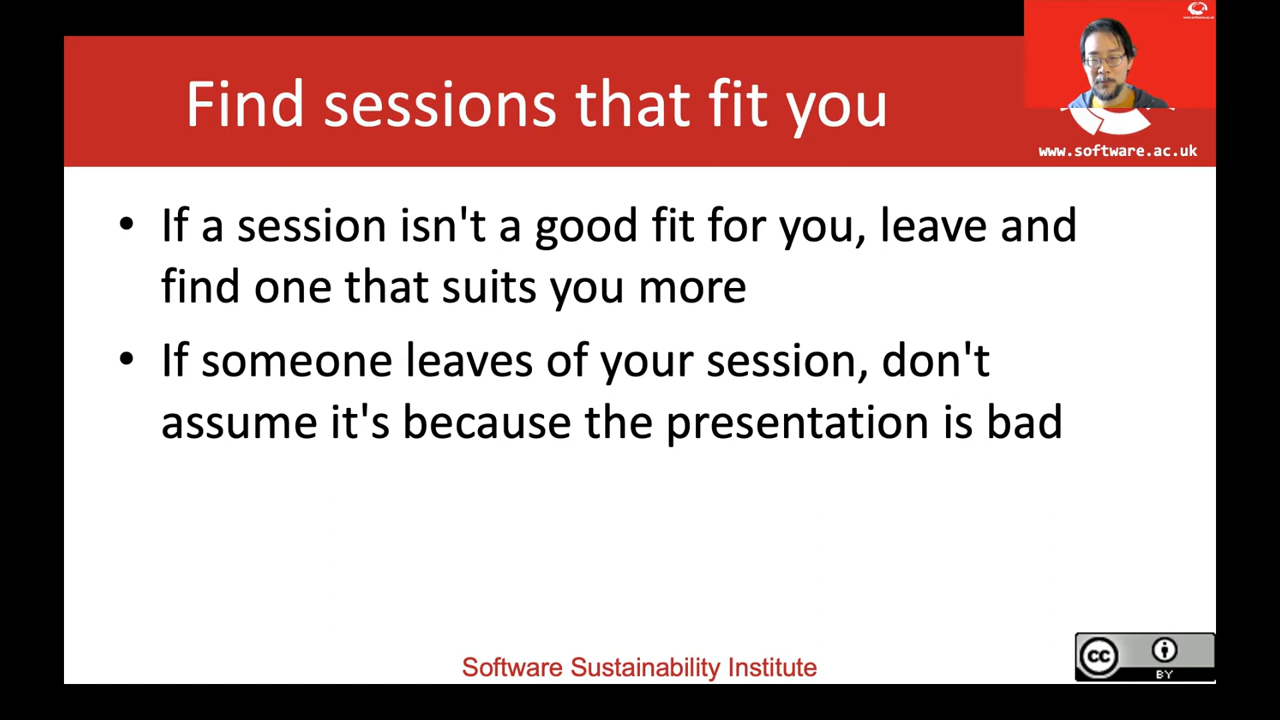 Find sessions that fit you
www.software.ac.uk
• If a session isn't a good fit for you, leave and
find one that suits you more
• If someone leaves of your session, don't
assume it's because the presentation is bad
Software Sustainability Institute
cc
BY